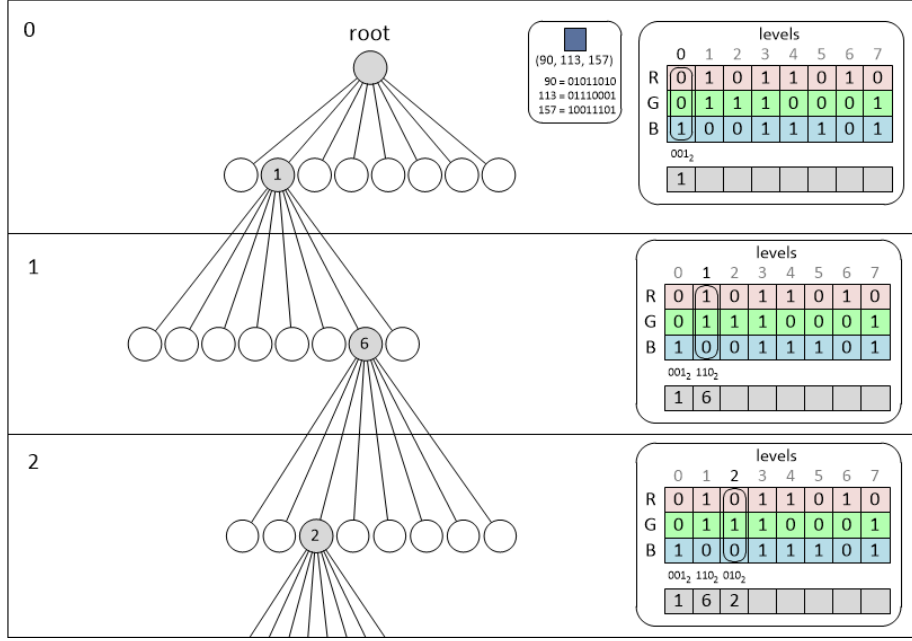 0
root
1
(90, 113, 157)
90 = 01011010
113 = 01110001
157 = 10011101
levels
0 1 2 3 4 5 6 7
R 0 1 0 1 1 0 1 0
G 0 1 1 1 0 0 0 1
B 1 0 0 1 1 1 0 1
001₂
1
1
6
levels
0 1 2 3 4 5 6 7
R 0 1 0 1 1 0 1 0
G 0 1 1 1 0 0 0 1
B 1 0 0 1 1 1 0 1
001₂ 110₂
1 6
2
2
levels
0 1 2 3 4 5 6 7
R 0 1 0 1 1 0 1 0
G 0 1 1 1 0 0 0 1
B 1 0 0 1 1 1 0 1
001₂ 110₂ 010₂
1 6 2